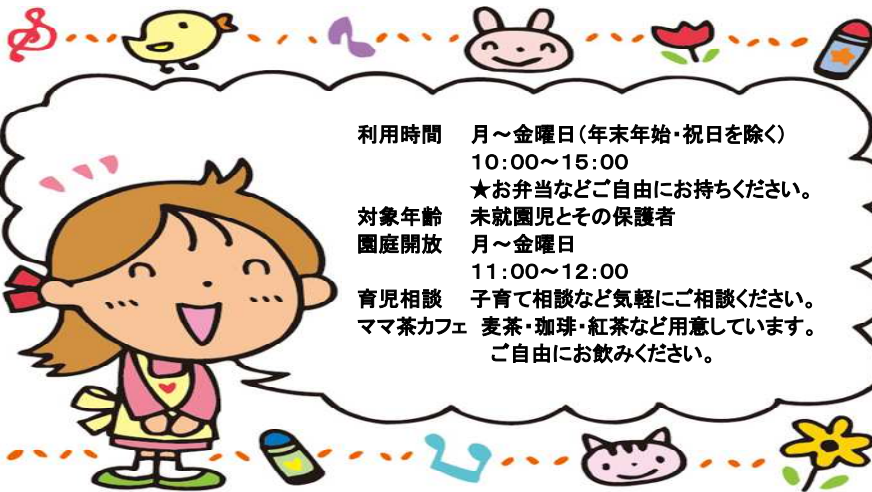 利用時間　月～金曜日(年末年始・祝日を除く)
10:00～15:00
★お弁当などご自由にお持ちください。
対象年齢　未就園児とその保護者
園庭開放　月～金曜日
11:00～12:00
育児相談　子育て相談など気軽にご相談ください。
ママ茶カフェ　麦茶・珈琲・紅茶など用意しています。
ご自由にお飲みください。